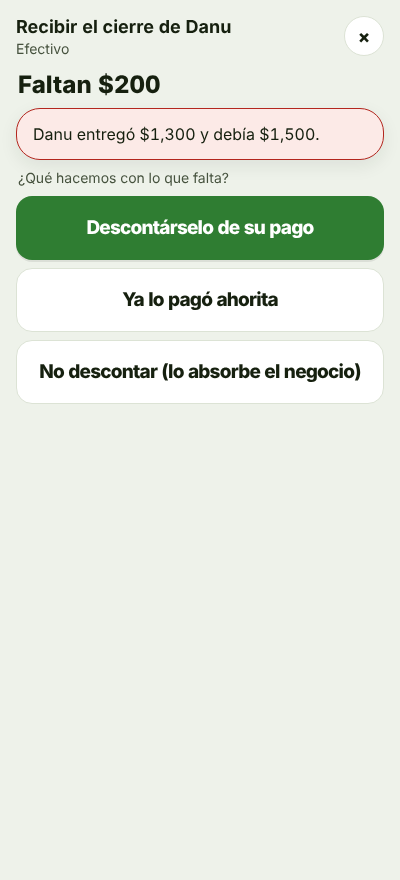 Recibir el cierre de Danu
Efectivo
×
Faltan $200
Danu entregó $1,300 y debía $1,500.
¿Qué hacemos con lo que falta?
Descontárselo de su pago
Ya lo pagó ahorita
No descontar (lo absorbe el negocio)